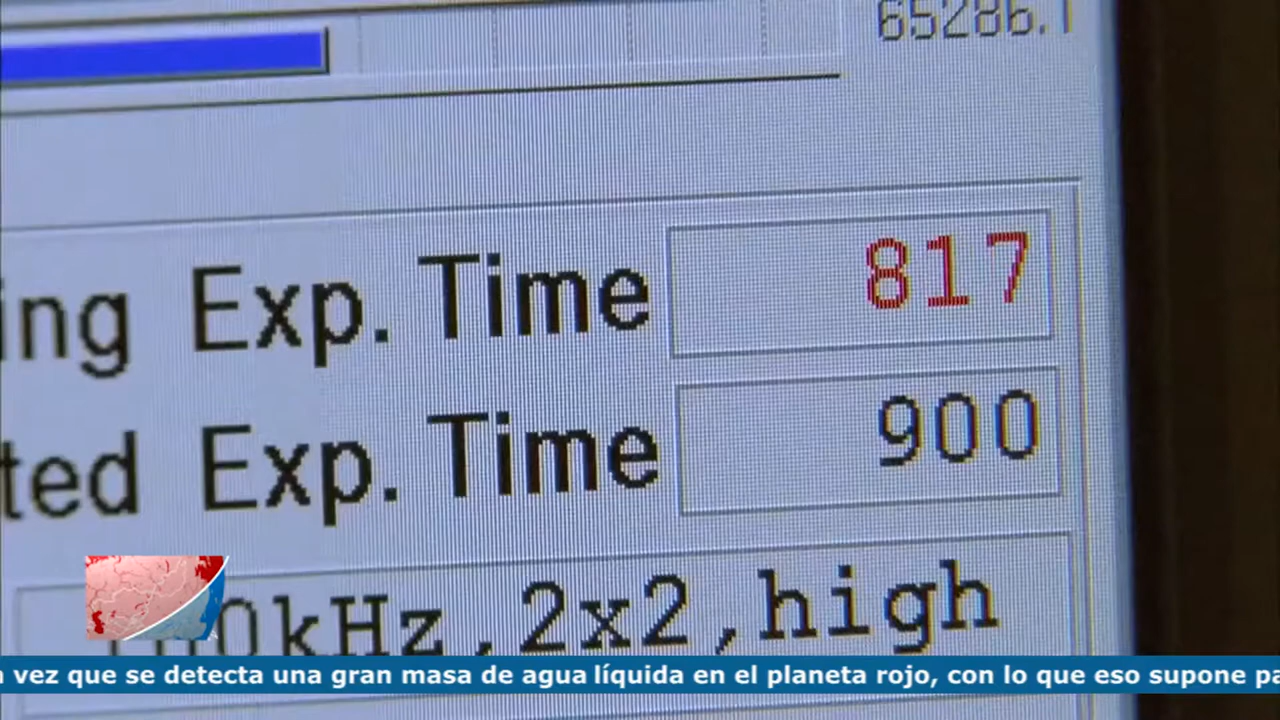 65286.1
ing Exp. Time 817
ted Exp. Time 900
0kHz,2x2,high
vez que se detecta una gran masa de agua líquida en el planeta rojo, con lo que eso supone pa